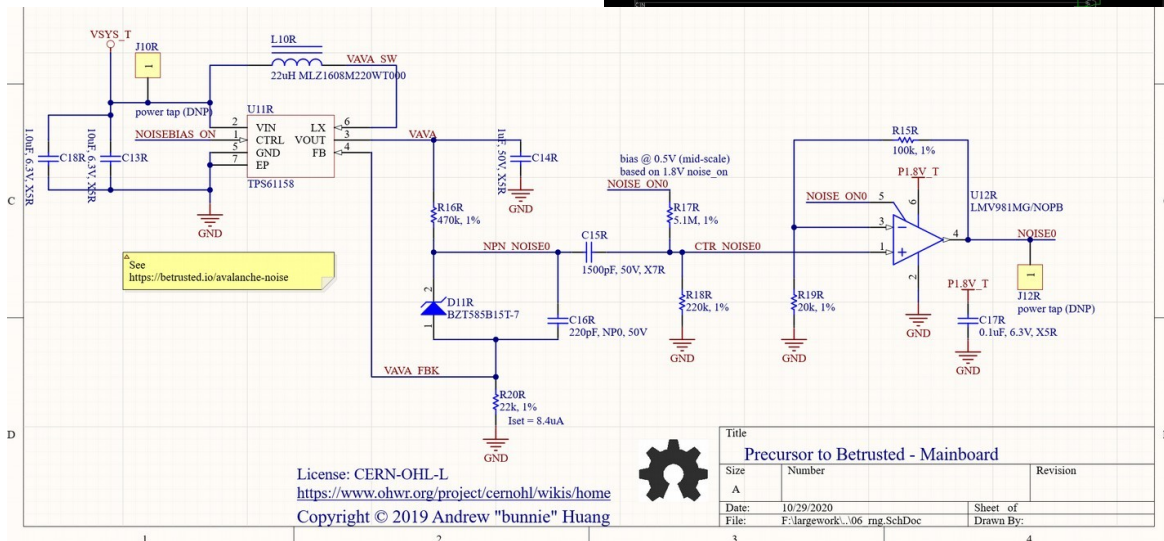 VSYS_T
J10R
1
power tap (DNP)
L10R
VAVA_SW
22uH MLZ1608M220WT000
U11R
2 VIN LX 6
NOISEBIAS_ON 1 CTRL VOUT 3 VAVA
5 GND FB 4
7 EP
TPS61158
1.0uF, 6.3V, X5R
C18R
10uF, 6.3V, X5R
C13R
GND
1uF, 50V, X5R
C14R
GND
R16R
470k, 1%
NPN_NOISE0
C15R
1500pF, 50V, X7R
bias @ 0.5V (mid-scale)
based on 1.8V noise_on
NOISE_ON0
R17R
5.1M, 1%
CTR_NOISE0
R18R
220k, 1%
GND
2
D11R
BZT585B15T-7
1
C16R
220pF, NP0, 50V
VAVA_FBK
R20R
22k, 1%
Iset = 8.4uA
GND
R15R
100k, 1%
P1.8V_T
NOISE_ON0 5
6
U12R
LMV981MG/NOPB
3
4 NOISE0
1
2
GND
R19R
20k, 1%
GND
1
J12R
power tap (DNP)
P1.8V_T
C17R
0.1uF, 6.3V, X5R
GND
See
https://betrusted.io/avalanche-noise
C
C
D
D
License: CERN-OHL-L
https://www.ohwr.org/project/cernohl/wikis/home
Copyright © 2019 Andrew "bunnie" Huang
Title
Precursor to Betrusted - Mainboard
Size Number Revision
A
Date: 10/29/2020 Sheet of
File: F:\largework\..\06_rng.SchDoc Drawn By:
1 2 3 4